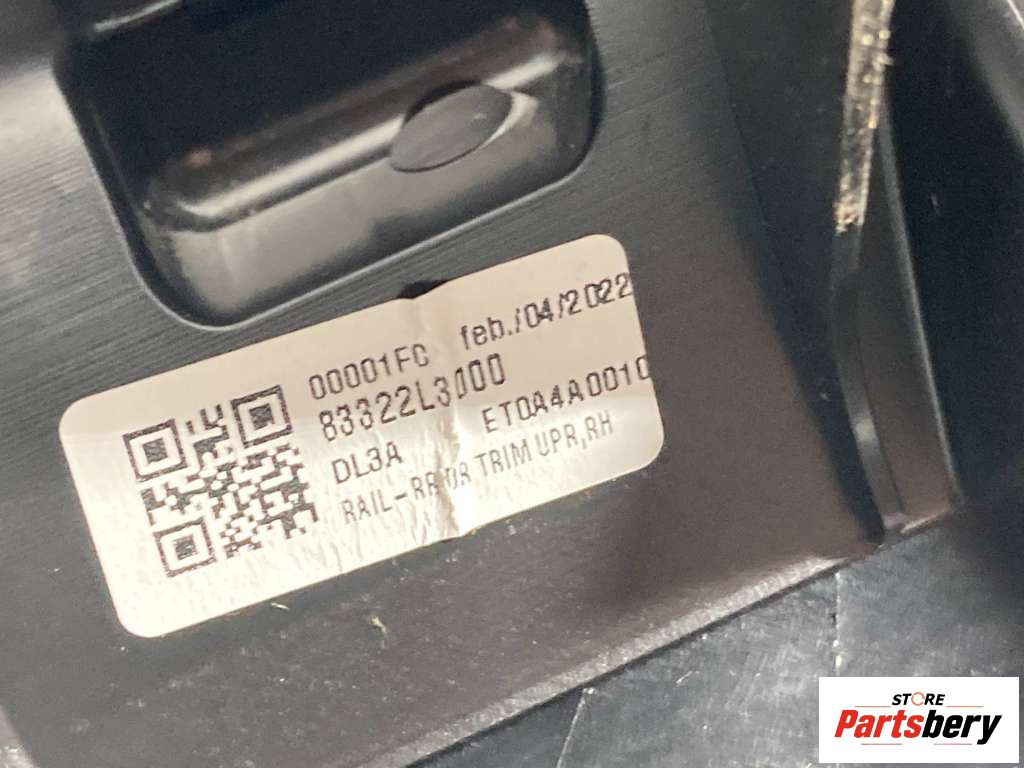 00001FC feb./04/2022
83322L3000
DL3A ET0A4A0010
RAIL-RR DR TRIM UPR,RH
STORE
Partsbery